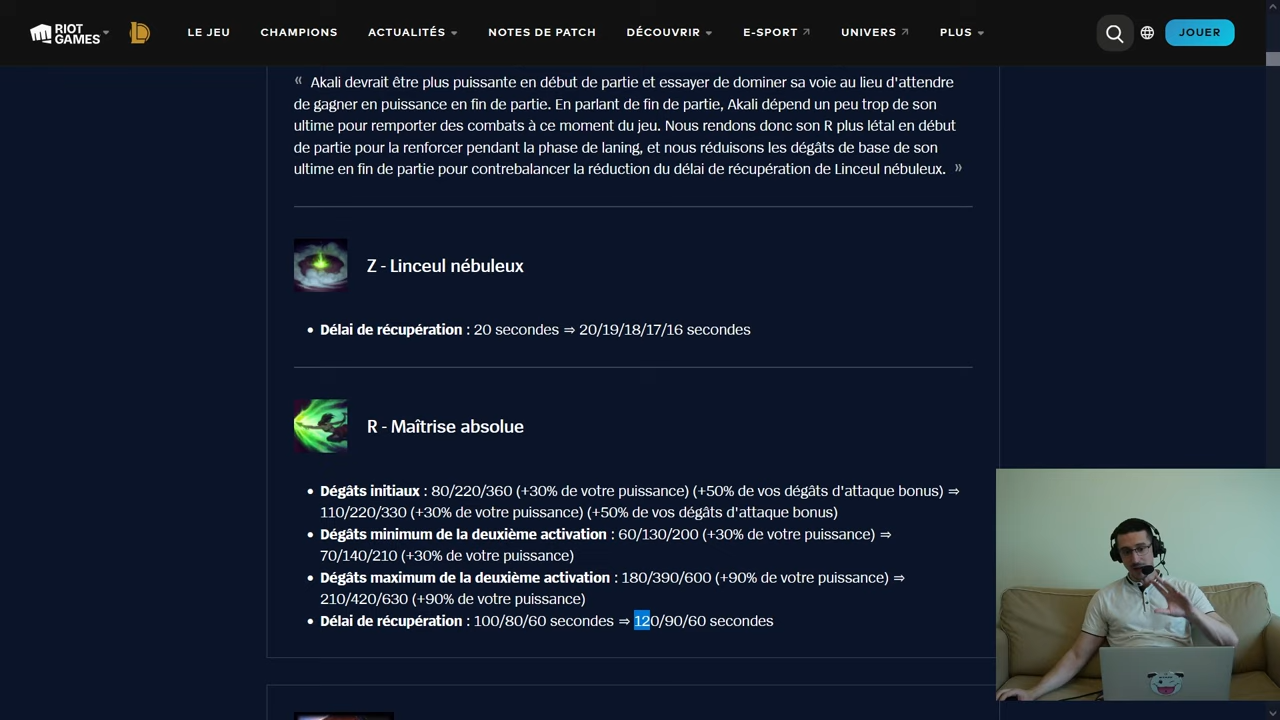 RIOT GAMES
LE JEU
CHAMPIONS
ACTUALITÉS
NOTES DE PATCH
DÉCOUVRIR
E-SPORT
UNIVERS
PLUS
JOUER
« Akali devrait être plus puissante en début de partie et essayer de dominer sa voie au lieu d'attendre
de gagner en puissance en fin de partie. En parlant de fin de partie, Akali dépend un peu trop de son
ultime pour remporter des combats à ce moment du jeu. Nous rendons donc son R plus létal en début
de partie pour la renforcer pendant la phase de laning, et nous réduisons les dégâts de base de son
ultime en fin de partie pour contrebalancer la réduction du délai de récupération de Linceul nébuleux. »
Z - Linceul nébuleux
• Délai de récupération : 20 secondes ⇒ 20/19/18/17/16 secondes
R - Maîtrise absolue
• Dégâts initiaux : 80/220/360 (+30% de votre puissance) (+50% de vos dégâts d'attaque bonus) ⇒
110/220/330 (+30% de votre puissance) (+50% de vos dégâts d'attaque bonus)
• Dégâts minimum de la deuxième activation : 60/130/200 (+30% de votre puissance) ⇒
70/140/210 (+30% de votre puissance)
• Dégâts maximum de la deuxième activation : 180/390/600 (+90% de votre puissance) ⇒
210/420/630 (+90% de votre puissance)
• Délai de récupération : 100/80/60 secondes ⇒ 120/90/60 secondes